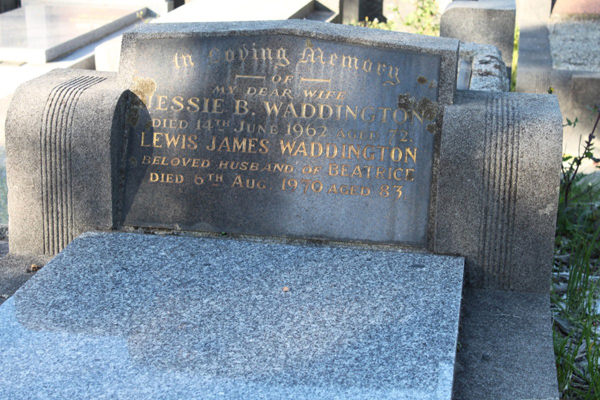 In Loving Memory
OF
MY DEAR WIFE
JESSIE B. WADDINGTON
DIED 14TH JUNE 1962 AGED 72
LEWIS JAMES WADDINGTON
BELOVED HUSBAND OF BEATRICE
DIED 6TH AUG. 1970 AGED 83